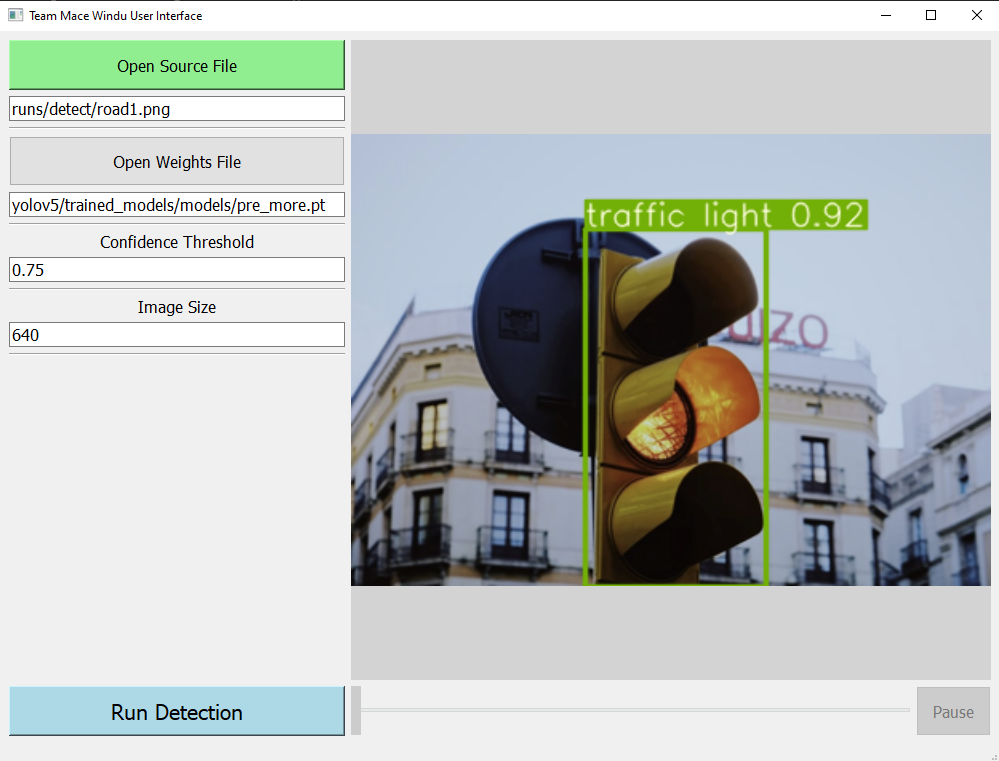 Team Mace Windu User Interface
Open Source File
runs/detect/road1.png
Open Weights File
yolov5/trained_models/models/pre_more.pt
Confidence Threshold
0.75
Image Size
640
Run Detection
traffic light 0.92
Pause